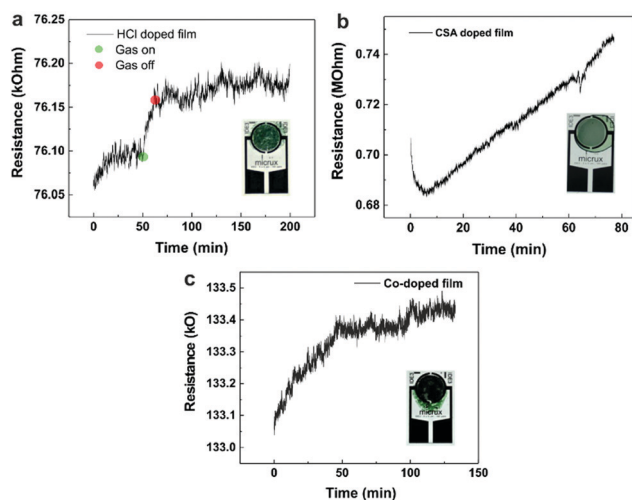 a
76.25
76.20
76.15
76.10
76.05
Resistance (kOhm)
HCl doped film
Gas on
Gas off
micrux
0 50 100 150 200
Time (min)
b
0.74
0.72
0.70
0.68
Resistance (MOhm)
CSA doped film
micrux
0 20 40 60 80
Time (min)
c
133.5
133.4
133.3
133.2
133.1
133.0
Resistance (kO)
Co-doped film
micrux
0 50 100 150
Time (min)